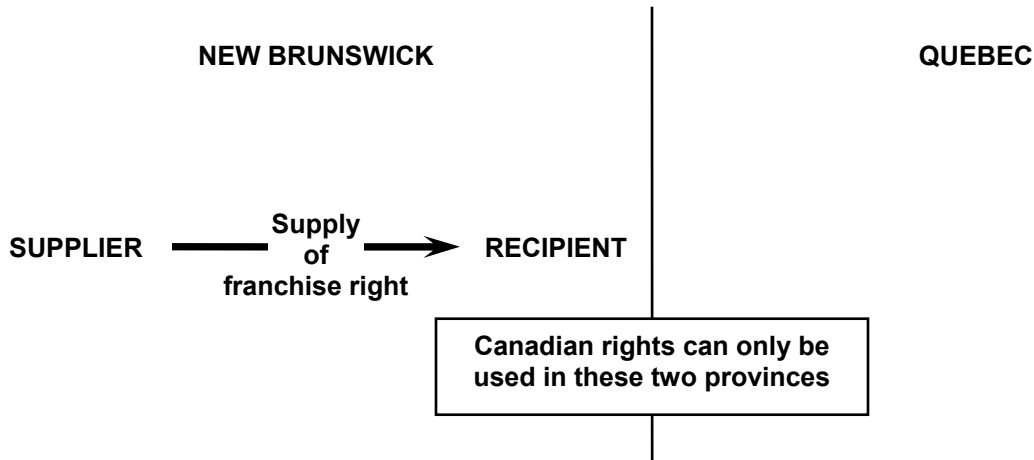 NEW BRUNSWICK
QUEBEC
SUPPLIER
Supply
of
franchise right
RECIPIENT
Canadian rights can only be
used in these two provinces